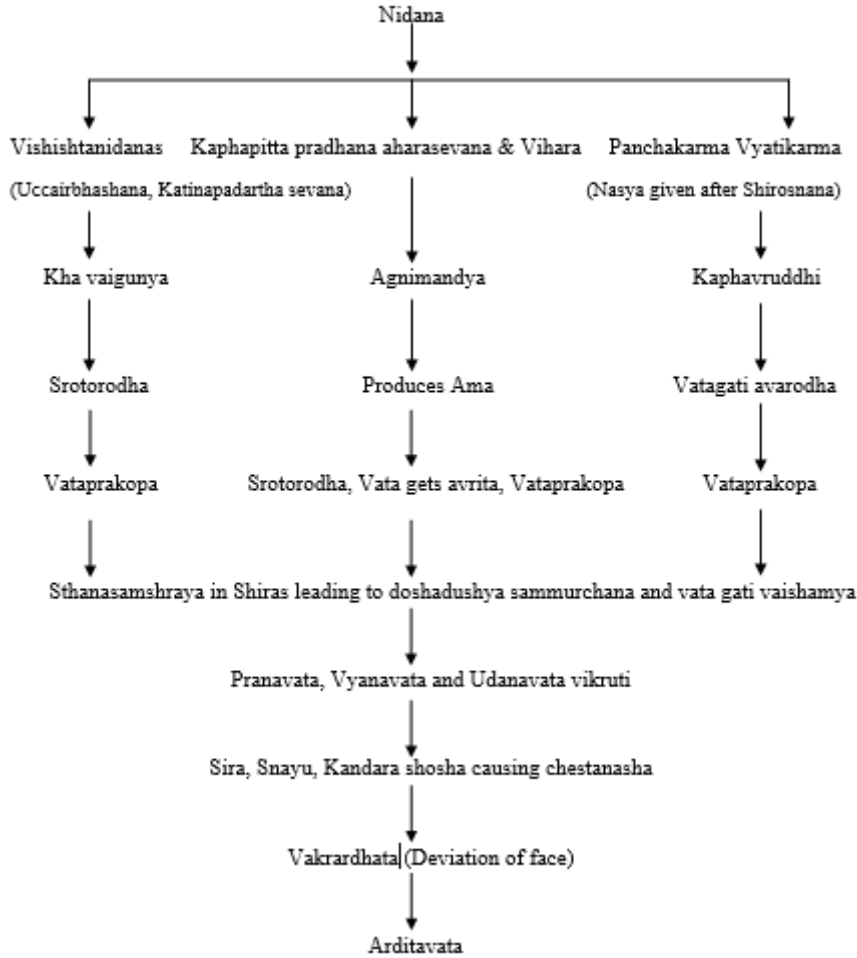 Nidana
Vishishtanidanas Kaphapitta pradhana aharasevana & Vihara Panchakarma Vyatikarma
(Uccairbhashana, Katinapadartha sevana) (Nasya given after Shirosnana)
Kha vaigunya Agnimandya Kaphavruddhi
Srotorodha Produces Ama Vatagati avarodha
Vataprakopa Srotorodha, Vata gets avrita, Vataprakopa Vataprakopa
Sthanasamshraya in Shiras leading to doshadushya sammurchana and vata gati vaishamya
Pranavata, Vyanavata and Udanavata vikruti
Sira, Snayu, Kandara shosha causing chestanasha
Vakrardhata (Deviation of face)
Arditavata